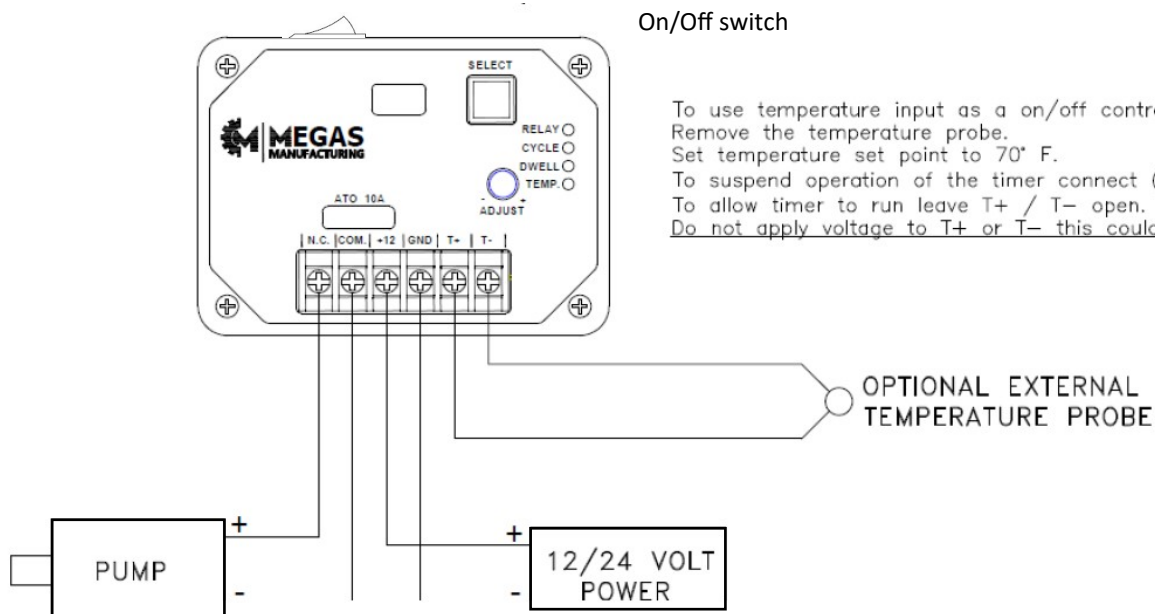 On/Off switch
SELECT
MEGAS
MANUFACTURING
RELAY
CYCLE
DWELL
TEMP.
- +
ADJUST
ATO 10A
N.C. COM. +12 GND T+ T-
To use temperature input as a on/off contr
Remove the temperature probe.
Set temperature set point to 70° F.
To suspend operation of the timer connect (
To allow timer to run leave T+ / T- open.
Do not apply voltage to T+ or T- this could
OPTIONAL EXTERNAL
TEMPERATURE PROBE
+
PUMP
-
+
12/24 VOLT
POWER
-